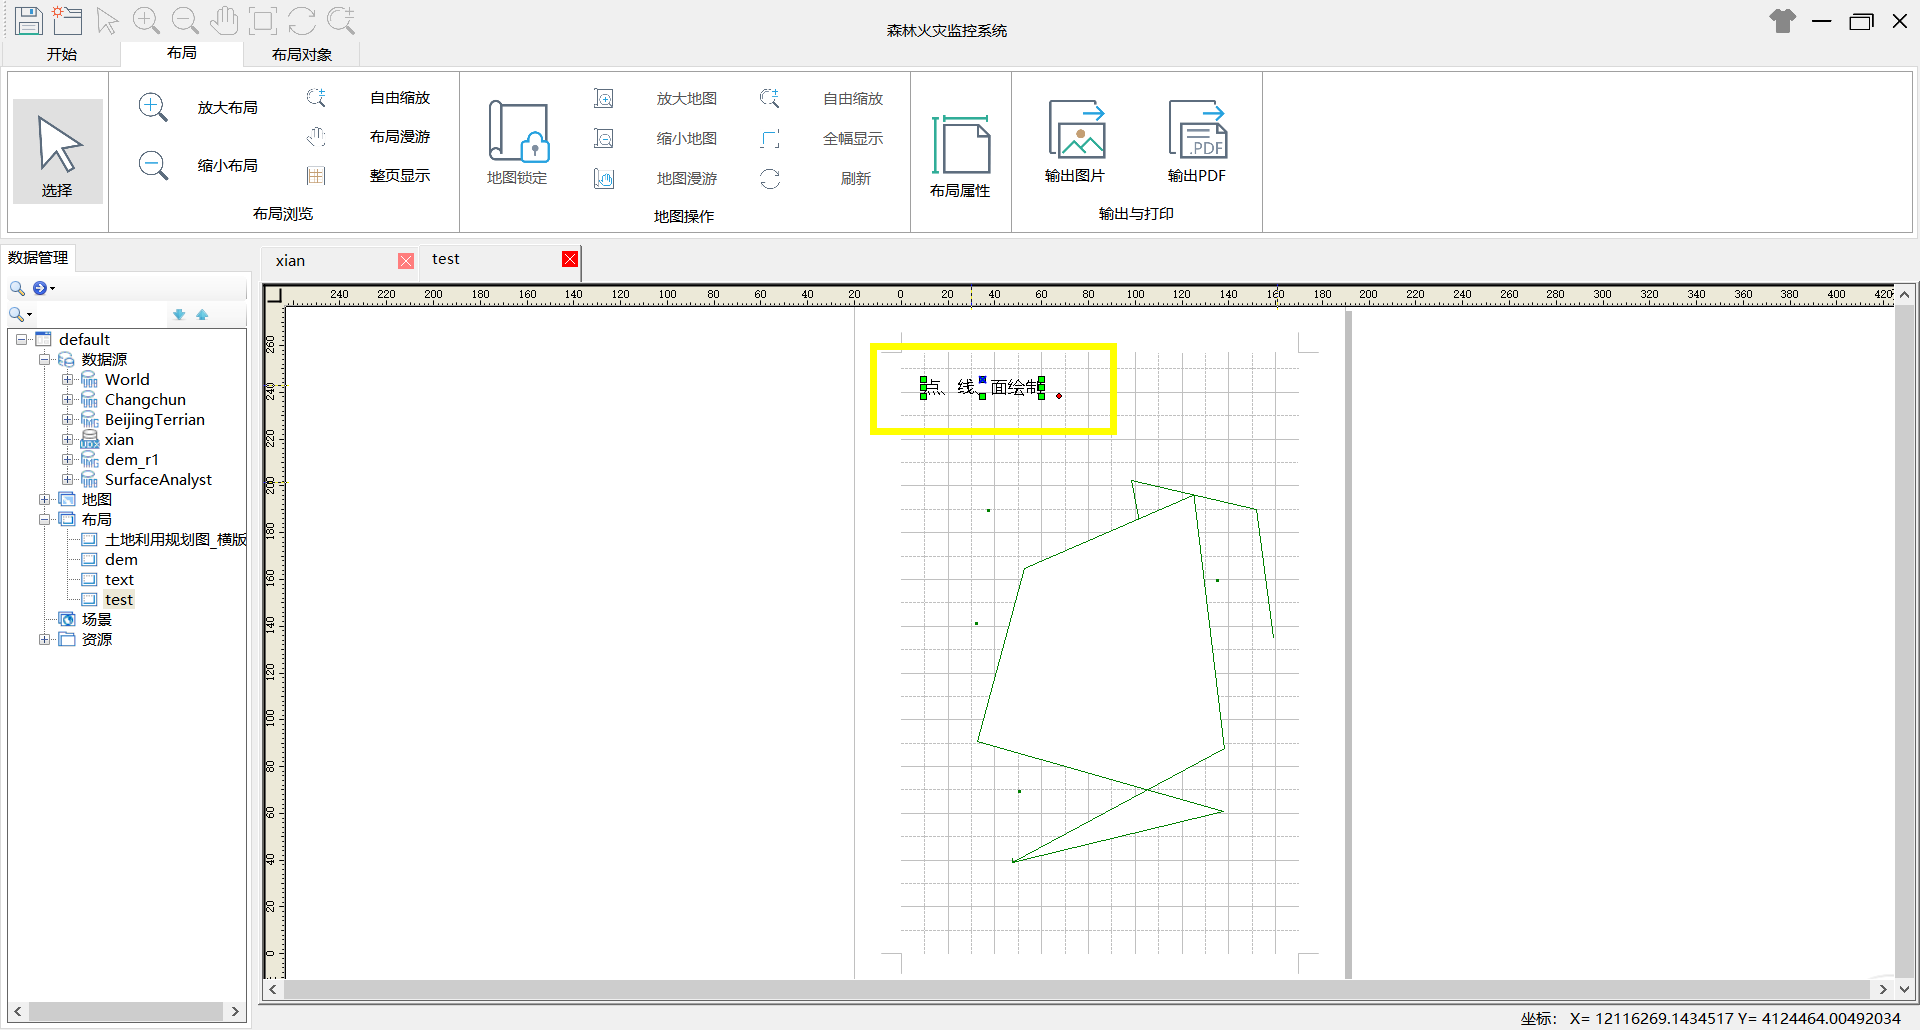 森林火灾监控系统
开始
布局
布局对象
选择
放大布局
缩小布局
自由缩放
布局漫游
整页显示
布局浏览
地图锁定
放大地图
缩小地图
地图漫游
自由缩放
全幅显示
刷新
地图操作
布局属性
输出图片
.PDF
输出PDF
输出与打印
数据管理
xian
test
240 220 200 180 160 140 120 100 80 60 40 20 0 20 40 60 80 100 120 140 160 180 200 220 240 260 280 300 320 340 360 380 400 420
default
数据源
World
Changchun
BeijingTerrian
xian
dem_r1
SurfaceAnalyst
地图
布局
土地利用规划图_横版
dem
text
test
场景
资源
260
240
220
200
180
160
140
120
100
80
60
40
20
0
点、线、面绘制
坐标： X= 12116269.1434517 Y= 4124464.00492034